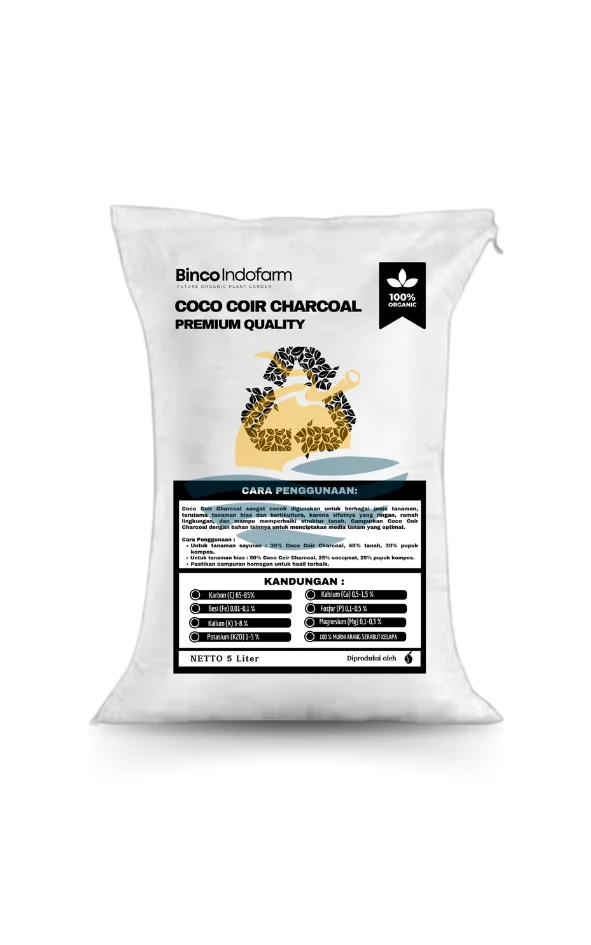 Binco Indofarm
FUTURE ORGANIC PLANT GARDEN
COCO COIR CHARCOAL
PREMIUM QUALITY
100%
ORGANIC
CARA PENGGUNAAN:
Coco Coir Charcoal sangat cocok digunakan untuk berbagai jenis tanaman,
terutama tanaman hias dan hortikultura, karena sifatnya yang ringan, ramah
lingkungan, dan mampu memperbaiki struktur tanah. Campurkan Coco Coir
Charcoal dengan bahan lainnya untuk menciptakan media tanam yang optimal.
Cara Penggunaan :
• Untuk tanaman sayuran : 30% Coco Coir Charcoal, 60% tanah, 30% pupuk
kompos.
• Untuk tanaman hias : 50% Coco Coir Charcoal, 25% cocopeat, 25% pupuk kompos.
• Pastikan campuran homogen untuk hasil terbaik.
KANDUNGAN :
Karbon (C) 65-85%
Kalsium (Ca) 0,5-1,5 %
Besi (Fe) 0,01-0,1 %
Fosfor (P) 0,1-0,5 %
Kalium (K) 3-8 %
Magnesium (Mg) 0,1-0,3 %
Potasium (K2O) 1-5 %
100 % MURNI ARANG SERABUT KELAPA
NETTO 5 Liter
Diproduksi oleh